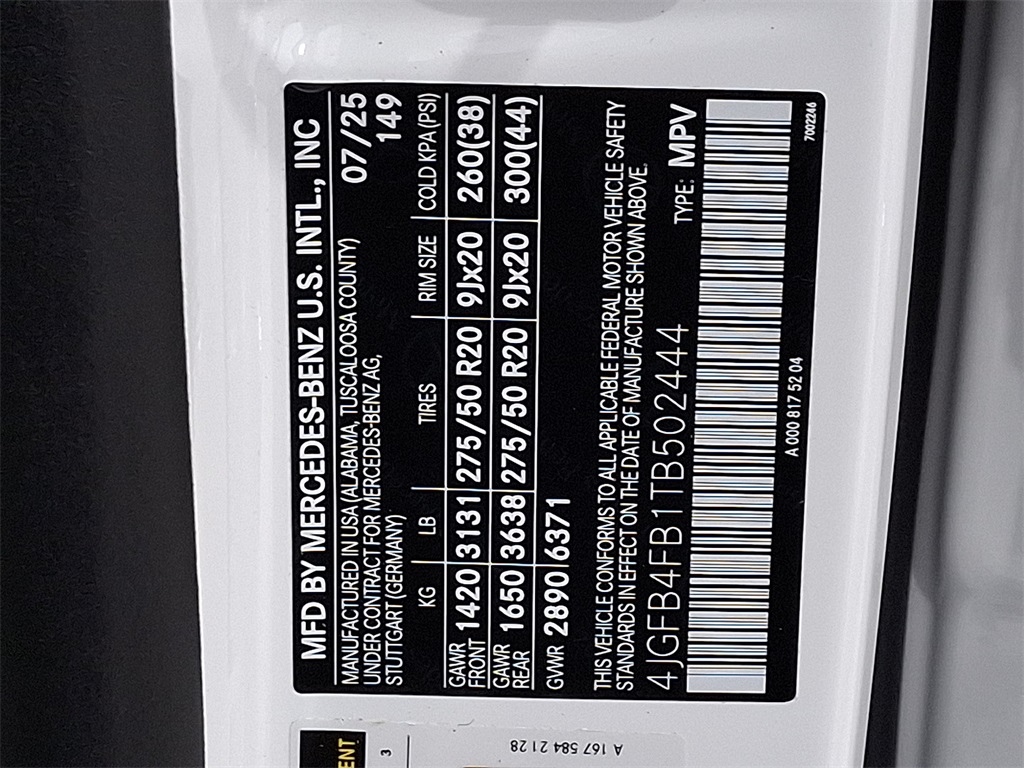 MFD BY MERCEDES-BENZ U.S. INTL., INC
MANUFACTURED IN USA (ALABAMA, TUSCALOOSA COUNTY) 07/25
UNDER CONTRACT FOR MERCEDES-BENZ AG, 149
STUTTGART (GERMANY)
KG LB TIRES RIM SIZE COLD KPA (PSI)
GAWR FRONT 1420 3131 275/50 R20 9Jx20 260(38)
GAWR REAR 1650 3638 275/50 R20 9Jx20 300(44)
GVWR 2890 6371
THIS VEHICLE CONFORMS TO ALL APPLICABLE FEDERAL MOTOR VEHICLE SAFETY
STANDARDS IN EFFECT ON THE DATE OF MANUFACTURE SHOWN ABOVE.
4JGFB4FB1TB502444 TYPE: MPV
A 000 817 52 04 7002246
ENT
3
A 167 584 21 28